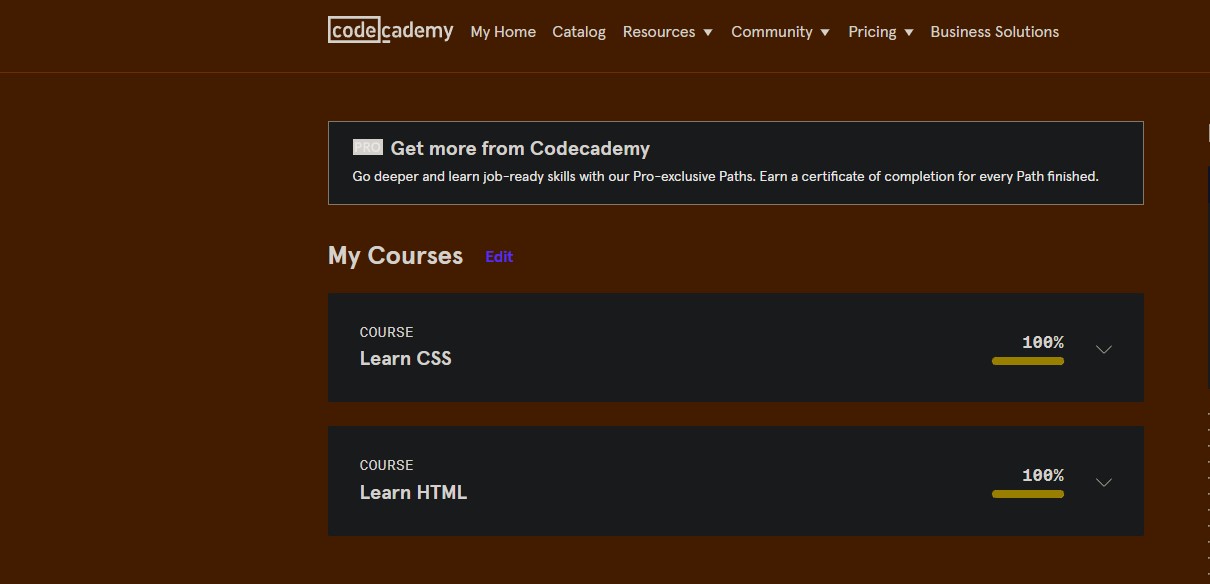 codecademy My Home Catalog Resources Community Pricing Business Solutions
PRO Get more from Codecademy
Go deeper and learn job-ready skills with our Pro-exclusive Paths. Earn a certificate of completion for every Path finished.
My Courses Edit
COURSE
Learn CSS
100%
COURSE
Learn HTML
100%